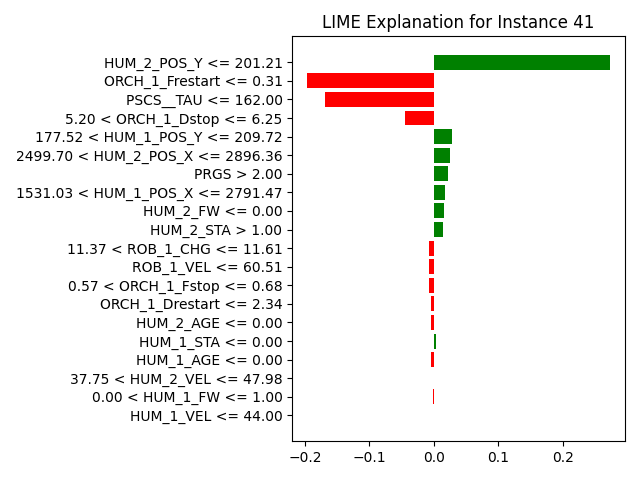 LIME Explanation for Instance 41
HUM_2_POS_Y <= 201.21
ORCH_1_Frestart <= 0.31
PSCS__TAU <= 162.00
5.20 < ORCH_1_Dstop <= 6.25
177.52 < HUM_1_POS_Y <= 209.72
2499.70 < HUM_2_POS_X <= 2896.36
PRGS > 2.00
1531.03 < HUM_1_POS_X <= 2791.47
HUM_2_FW <= 0.00
HUM_2_STA > 1.00
11.37 < ROB_1_CHG <= 11.61
ROB_1_VEL <= 60.51
0.57 < ORCH_1_Fstop <= 0.68
ORCH_1_Drestart <= 2.34
HUM_2_AGE <= 0.00
HUM_1_STA <= 0.00
HUM_1_AGE <= 0.00
37.75 < HUM_2_VEL <= 47.98
0.00 < HUM_1_FW <= 1.00
HUM_1_VEL <= 44.00
−0.2 −0.1 0.0 0.1 0.2